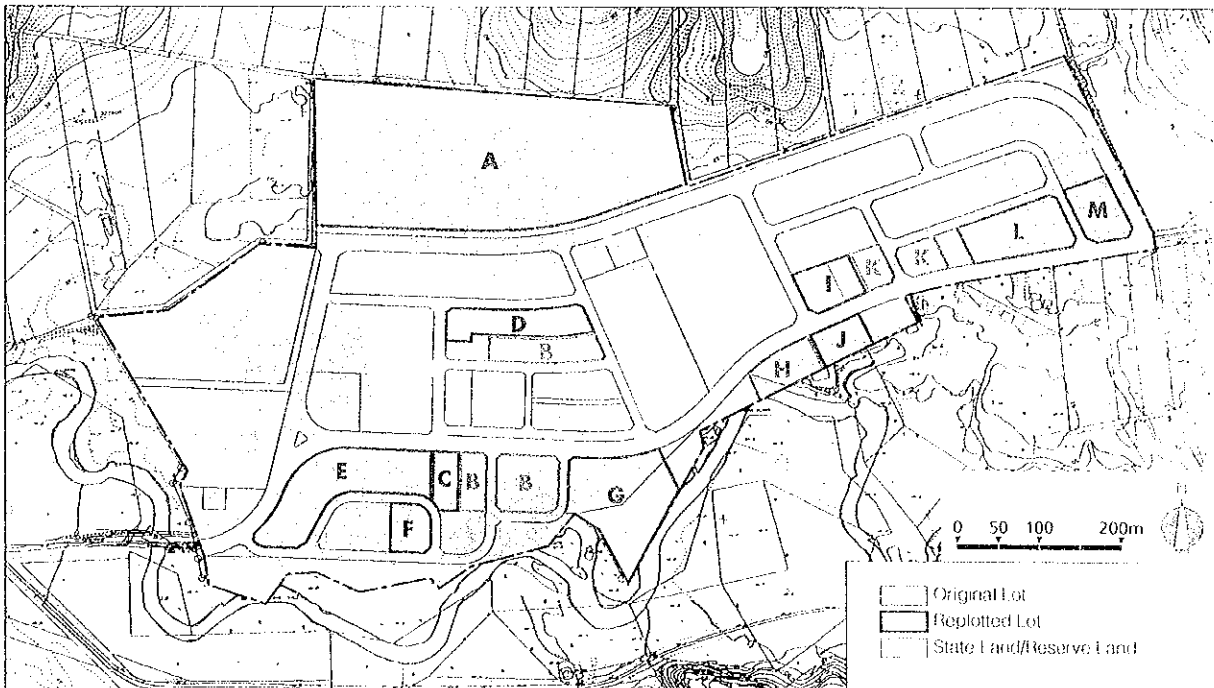 A
M
L
K
K
I
D
B
J
H
E
C
B
B
G
F
N
0 50 100 200m
Original Lot
Replotted Lot
State Land/Reserve Land